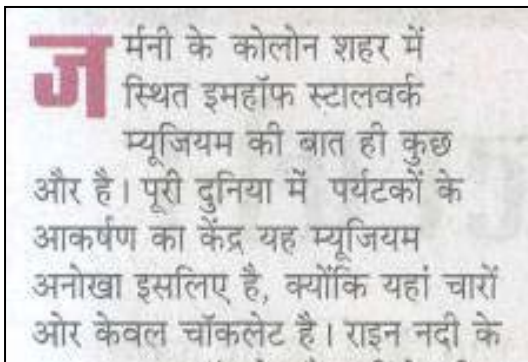 जर्मनी के कोलोन शहर में
स्थित इमहॉफ स्टालवर्क
म्यूजियम की बात ही कुछ
और है। पूरी दुनिया में पर्यटकों के
आकर्षण का केंद्र यह म्यूजियम
अनोखा इसलिए है, क्योंकि यहां चारों
ओर केवल चॉकलेट है। राइन नदी के